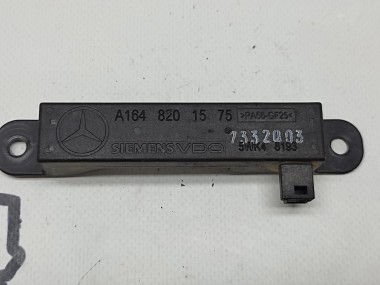 A164 820 15 75 >PA66-GF25<
7332003
SIEMENS VDO 5WK4 8193